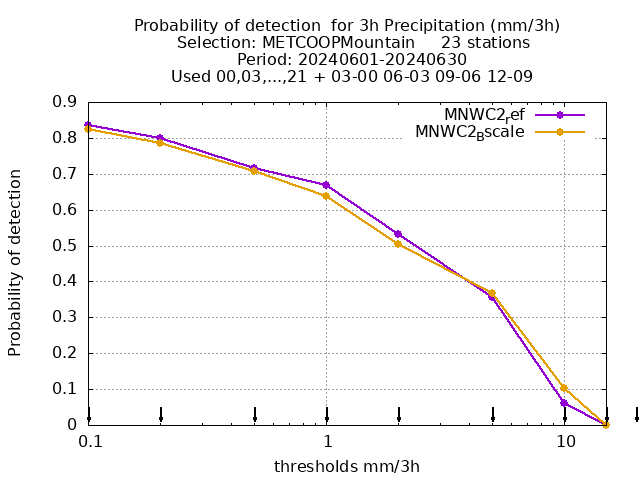 Probability of detection  for 3h Precipitation (mm/3h)
Selection: METCOOPMountain     23 stations
Period: 20240601-20240630
Used 00,03,...,21 + 03-00 06-03 09-06 12-09
MNWC2ref
MNWC2Bscale
0.9
0.8
0.7
0.6
0.5
0.4
0.3
0.2
0.1
0
Probability of detection
0.1 1 10
thresholds mm/3h